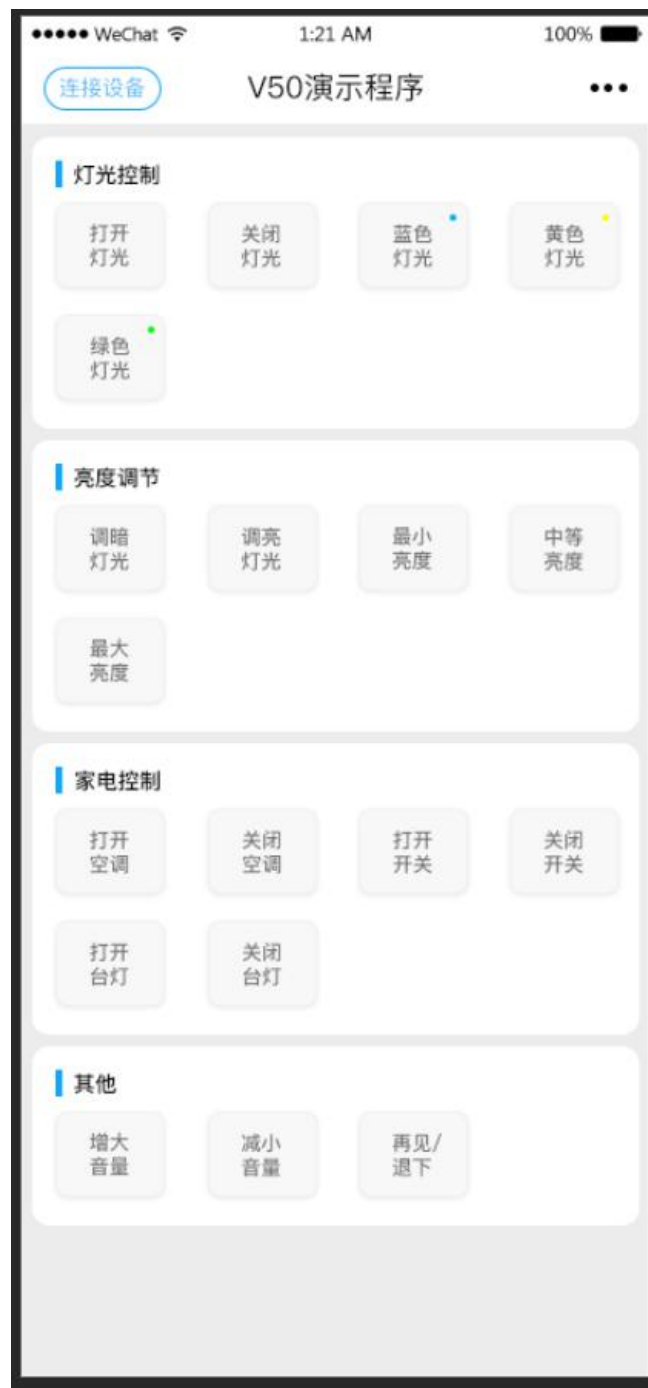 ●●●●● WeChat 1:21 AM 100%
连接设备 V50演示程序 •••
灯光控制
打开 关闭 蓝色 黄色
灯光 灯光 灯光 灯光
绿色
灯光
亮度调节
调暗 调亮 最小 中等
灯光 灯光 亮度 亮度
最大
亮度
家电控制
打开 关闭 打开 关闭
空调 空调 开关 开关
打开 关闭
台灯 台灯
其他
增大 减小 再见/
音量 音量 退下